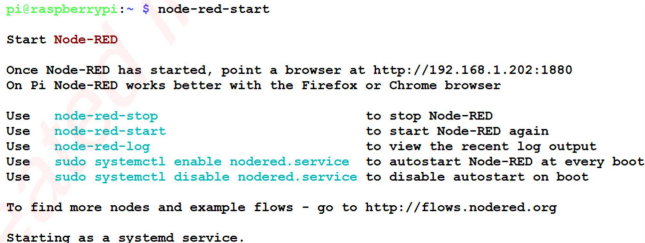 pi@raspberrypi:~ $ node-red-start
Start Node-RED
Once Node-RED has started, point a browser at http://192.168.1.202:1880
On Pi Node-RED works better with the Firefox or Chrome browser
Use node-red-stop to stop Node-RED
Use node-red-start to start Node-RED again
Use node-red-log to view the recent log output
Use sudo systemctl enable nodered.service to autostart Node-RED at every boot
Use sudo systemctl disable nodered.service to disable autostart on boot
To find more nodes and example flows - go to http://flows.nodered.org
Starting as a systemd service.